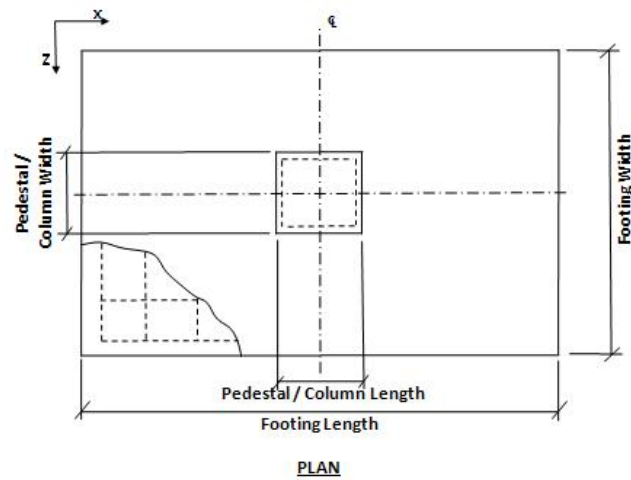 X
℄
Z
Pedestal /
Column Width
Footing Width
Pedestal / Column Length
Footing Length
PLAN